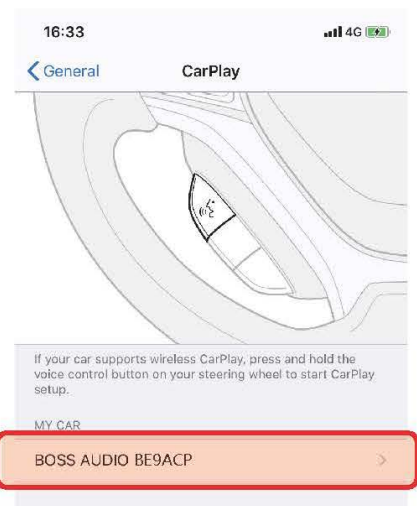 16:33
4G
General
CarPlay
If your car supports wireless CarPlay, press and hold the
voice control button on your steering wheel to start CarPlay
setup.
MY CAR
BOSS AUDIO BE9ACP